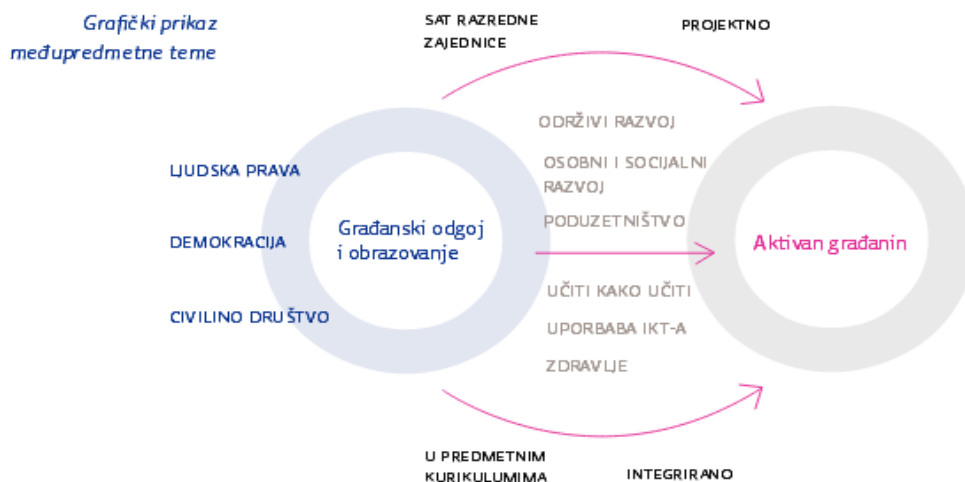 Grafički prikaz
međupredmetne teme
SAT RAZREDNE
ZAJEDNICE
PROJEKTNO
LJUDSKA PRAVA
DEMOKRACIJA
CIVILINO DRUŠTVO
Građanski odgoj
i obrazovanje
ODRŽIVI RAZVOJ
OSOBNI I SOCIJALNI
RAZVOJ
PODUZETNIŠTVO
UČITI KAKO UČITI
UPORBABA IKT-A
ZDRAVLJE
Aktivan građanin
U PREDMETNIM
KURIKULUMIMA
INTEGRIRANO